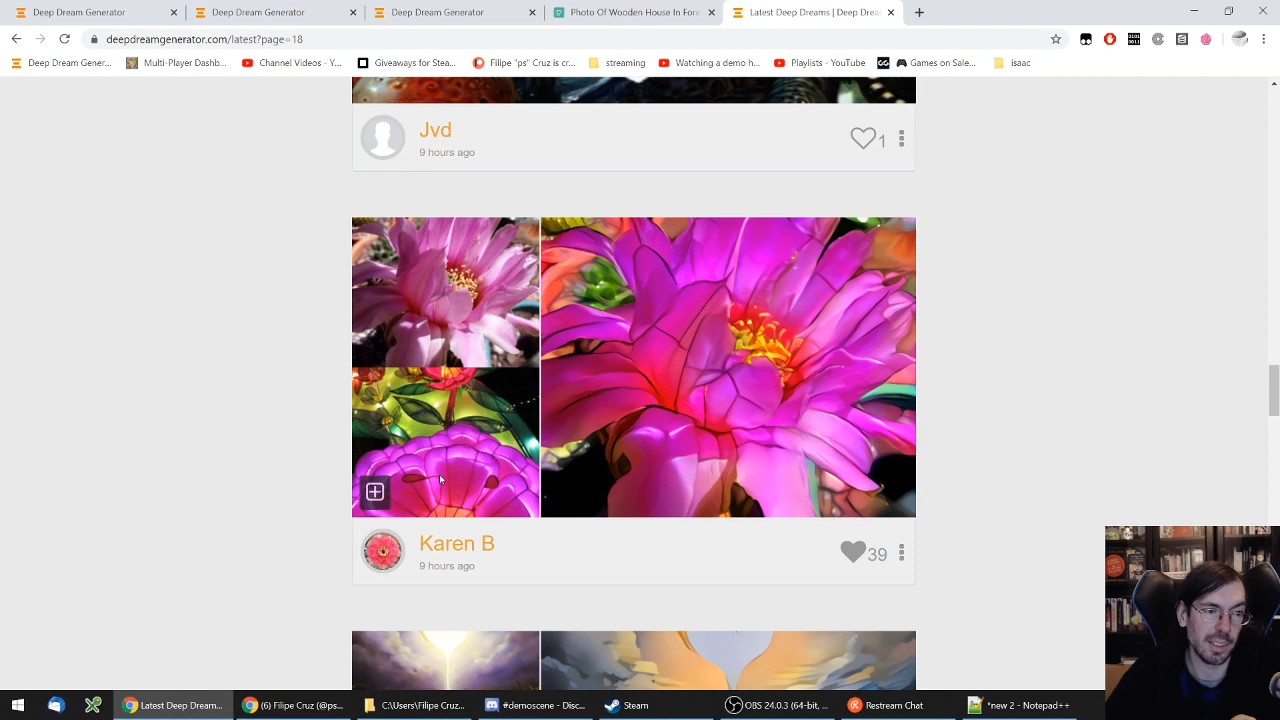 Deep Dream Generator
Deep Dream Generator
Deep Dream Generator
Photo Of Wooden House In Fore
Latest Deep Dreams | Deep Drea
deepdreamgenerator.com/latest?page=18
Deep Dream Gener...
Multi-Player Dashb...
Channel Videos - Y...
Giveaways for Stea...
Filipe "ps" Cruz is cr...
streaming
Watching a demo h...
Playlists - YouTube
Games on Sale...
isaac
Jvd
9 hours ago
1
Karen B
9 hours ago
39
Latest Deep Dream...
(6) Filipe Cruz (@ps...
C:\Users\Filipe Cruz...
#demoscene - Disc...
Steam
OBS 24.0.3 (64-bit, ...
Restream Chat
*new 2 - Notepad++